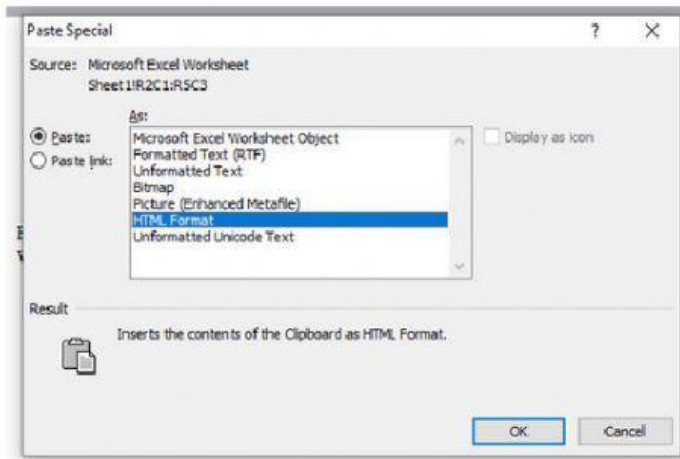 Paste Special
? X
Source: Microsoft Excel Worksheet
Sheet1!R2C1:R5C3
As:
Paste:
Paste link:
Microsoft Excel Worksheet Object
Formatted Text (RTF)
Unformatted Text
Bitmap
Picture (Enhanced Metafile)
HTML Format
Unformatted Unicode Text
Display as icon
Result
Inserts the contents of the Clipboard as HTML Format.
OK Cancel